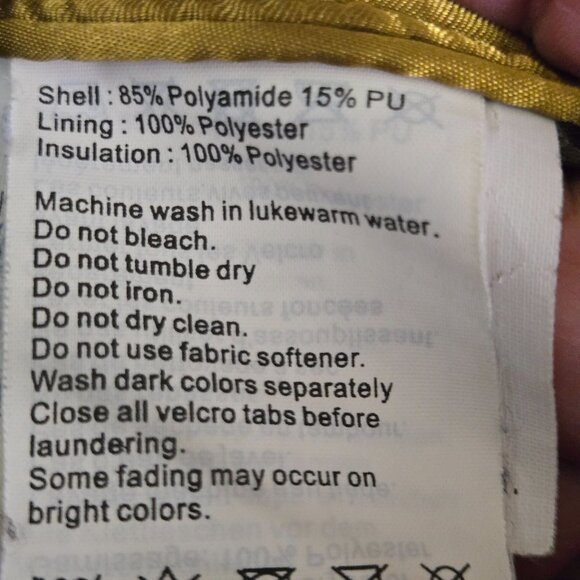 Shell : 85% Polyamide 15% PU
Lining : 100% Polyester
Insulation : 100% Polyester
Machine wash in lukewarm water.
Do not bleach.
Do not tumble dry
Do not iron.
Do not dry clean.
Do not use fabric softener.
Wash dark colors separately
Close all velcro tabs before
laundering.
Some fading may occur on
bright colors.